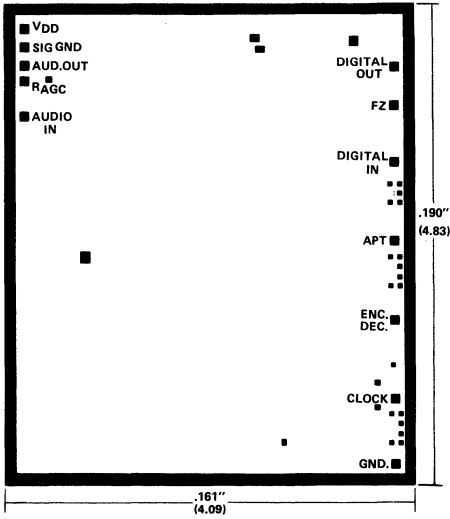 VDD
SIG GND
AUD.OUT
RAGC
AUDIO
IN
DIGITAL
OUT
FZ
DIGITAL
IN
.190"
(4.83)
APT
ENC.
DEC.
CLOCK
GND.
.161"
(4.09)